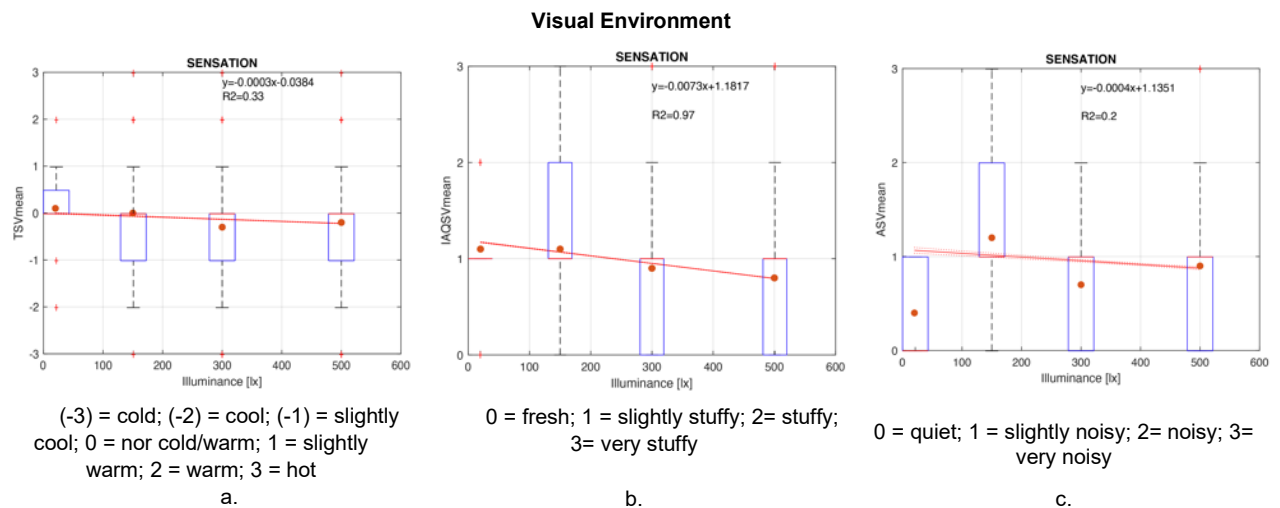 Visual Environment
SENSATION
y=-0.0003x-0.0384
R2=0.33
3
2
1
0
-1
-2
-3
TSVmean
0 100 200 300 400 500 600
Illuminance [lx]
(-3) = cold; (-2) = cool; (-1) = slightly
cool; 0 = nor cold/warm; 1 = slightly
warm; 2 = warm; 3 = hot
a.
SENSATION
y=-0.0073x+1.1817
R2=0.97
3
2
1
0
IAQSVmean
0 100 200 300 400 500 600
Illuminance [lx]
0 = fresh; 1 = slightly stuffy; 2= stuffy;
3= very stuffy
b.
SENSATION
y=-0.0004x+1.1351
R2=0.2
3
2
1
0
ASVmean
0 100 200 300 400 500 600
Illuminance [lx]
0 = quiet; 1 = slightly noisy; 2= noisy; 3=
very noisy
c.